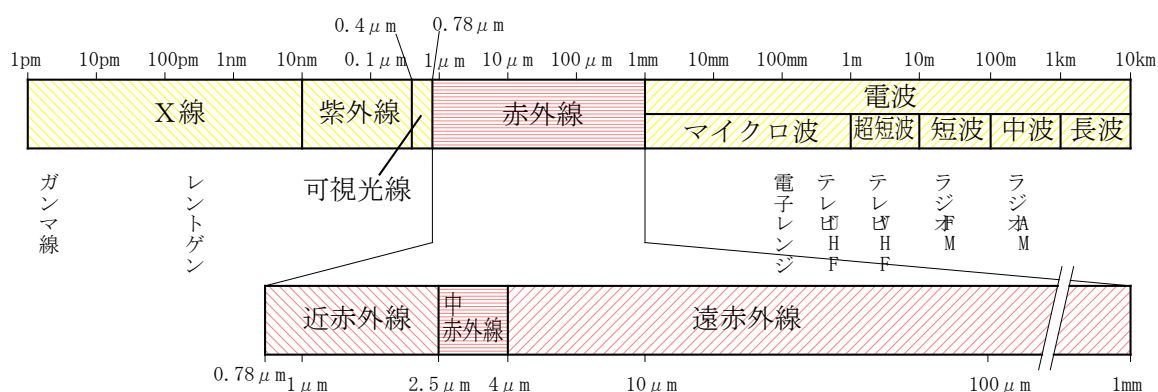 0.4μm 0.78μm
1pm 10pm 100pm 1nm 10nm 0.1μm 1μm 10μm 100μm 1mm 10mm 100mm 1m 10m 100m 1km 10km
X線 紫外線 赤外線 電波
マイクロ波 超短波 短波 中波 長波
可視光線
ガンマ線
レントゲン
電子レンジ
テレビUHF
テレビVHF
ラジオFM
ラジオAM
近赤外線 中赤外線 遠赤外線
0.78μm 1μm 2.5μm 4μm 10μm 100μm 1mm